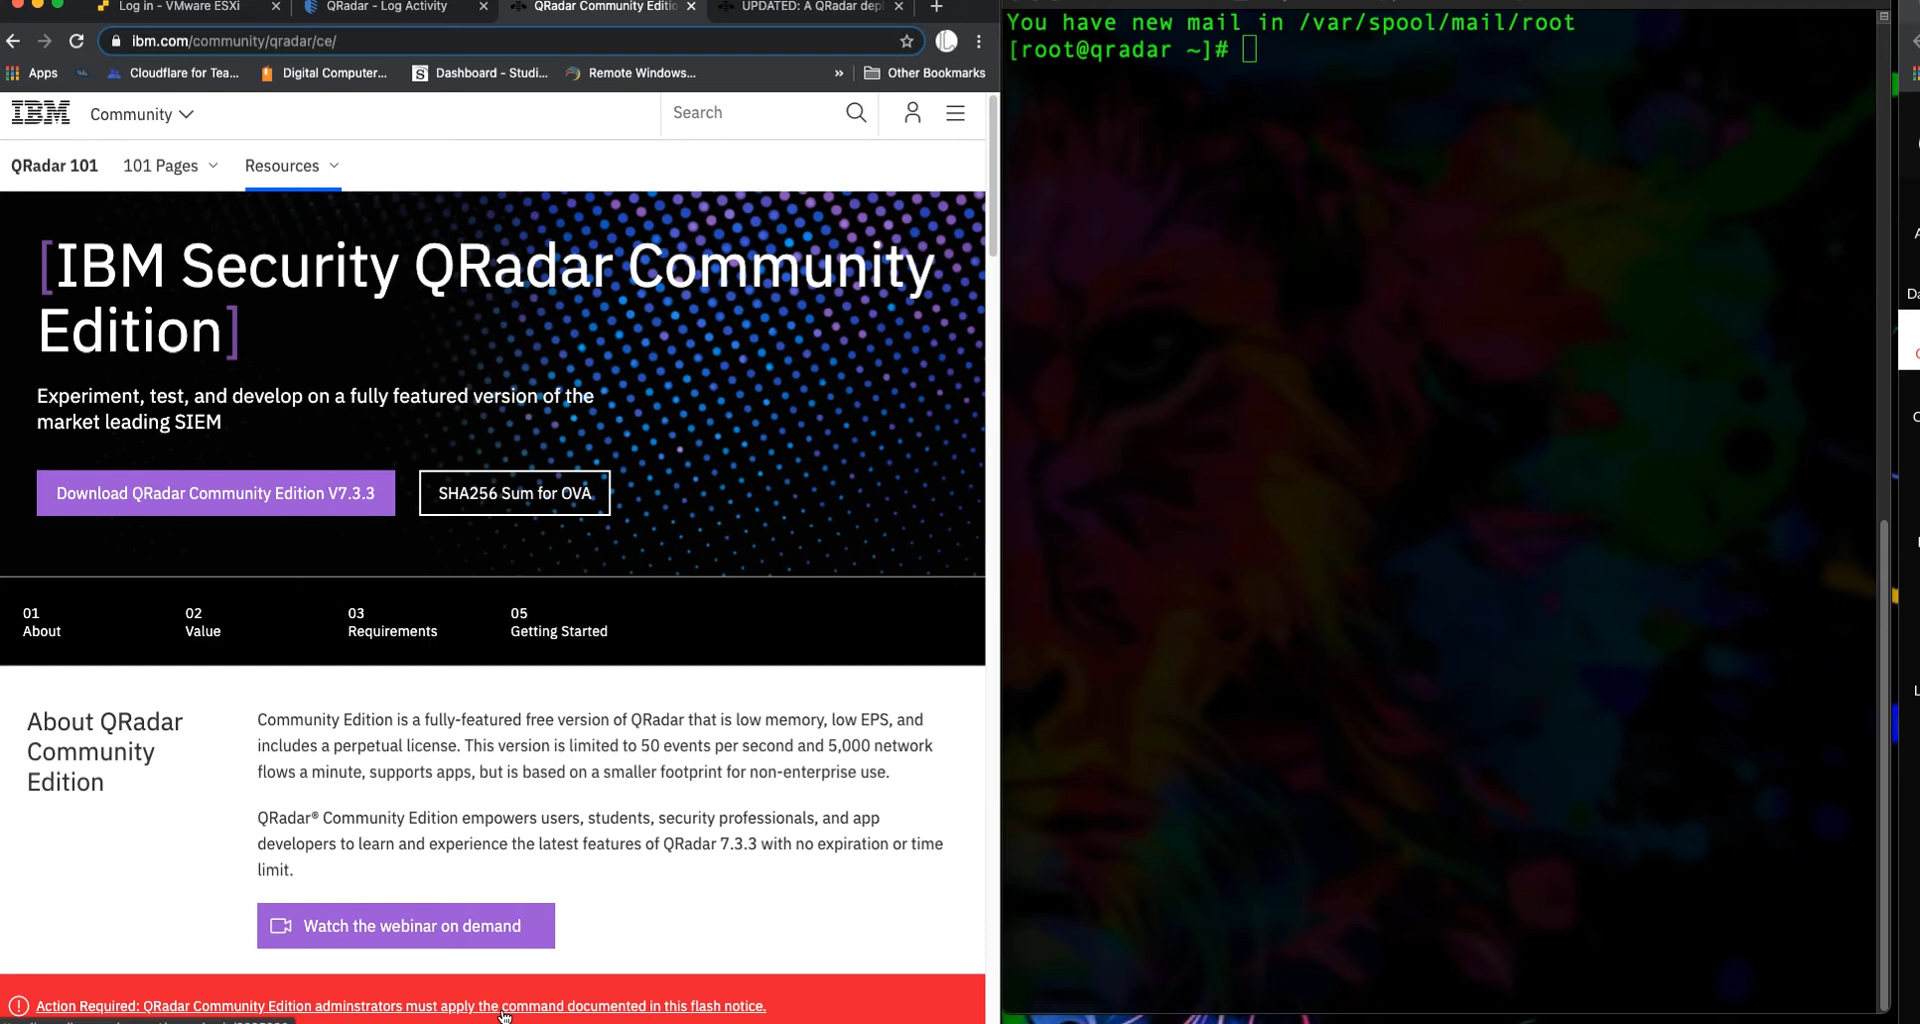 Log in - VMware ESXi
QRadar - Log Activity
QRadar Community Editio
UPDATED: A QRadar depl
ibm.com/community/qradar/ce/
Apps
Cloudflare for Tea...
Digital Computer...
S Dashboard - Studi...
Remote Windows...
»
Other Bookmarks
IBM
Community
Search
QRadar 101
101 Pages
Resources
[IBM Security QRadar Community
Edition]
Experiment, test, and develop on a fully featured version of the
market leading SIEM
Download QRadar Community Edition V7.3.3
SHA256 Sum for OVA
01
About
02
Value
03
Requirements
05
Getting Started
About QRadar
Community
Edition
Community Edition is a fully-featured free version of QRadar that is low memory, low EPS, and
includes a perpetual license. This version is limited to 50 events per second and 5,000 network
flows a minute, supports apps, but is based on a smaller footprint for non-enterprise use.
QRadar® Community Edition empowers users, students, security professionals, and app
developers to learn and experience the latest features of QRadar 7.3.3 with no expiration or time
limit.
Watch the webinar on demand
Action Required: QRadar Community Edition adminstrators must apply the command documented in this flash notice.
You have new mail in /var/spool/mail/root
[root@qradar ~]#